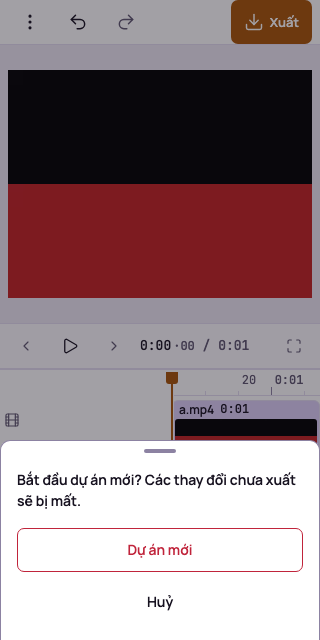 Xuất
0:00·00 / 0:01
20 0:01
a.mp4 0:01
Bắt đầu dự án mới? Các thay đổi chưa xuất
sẽ bị mất.
Dự án mới
Huỷ